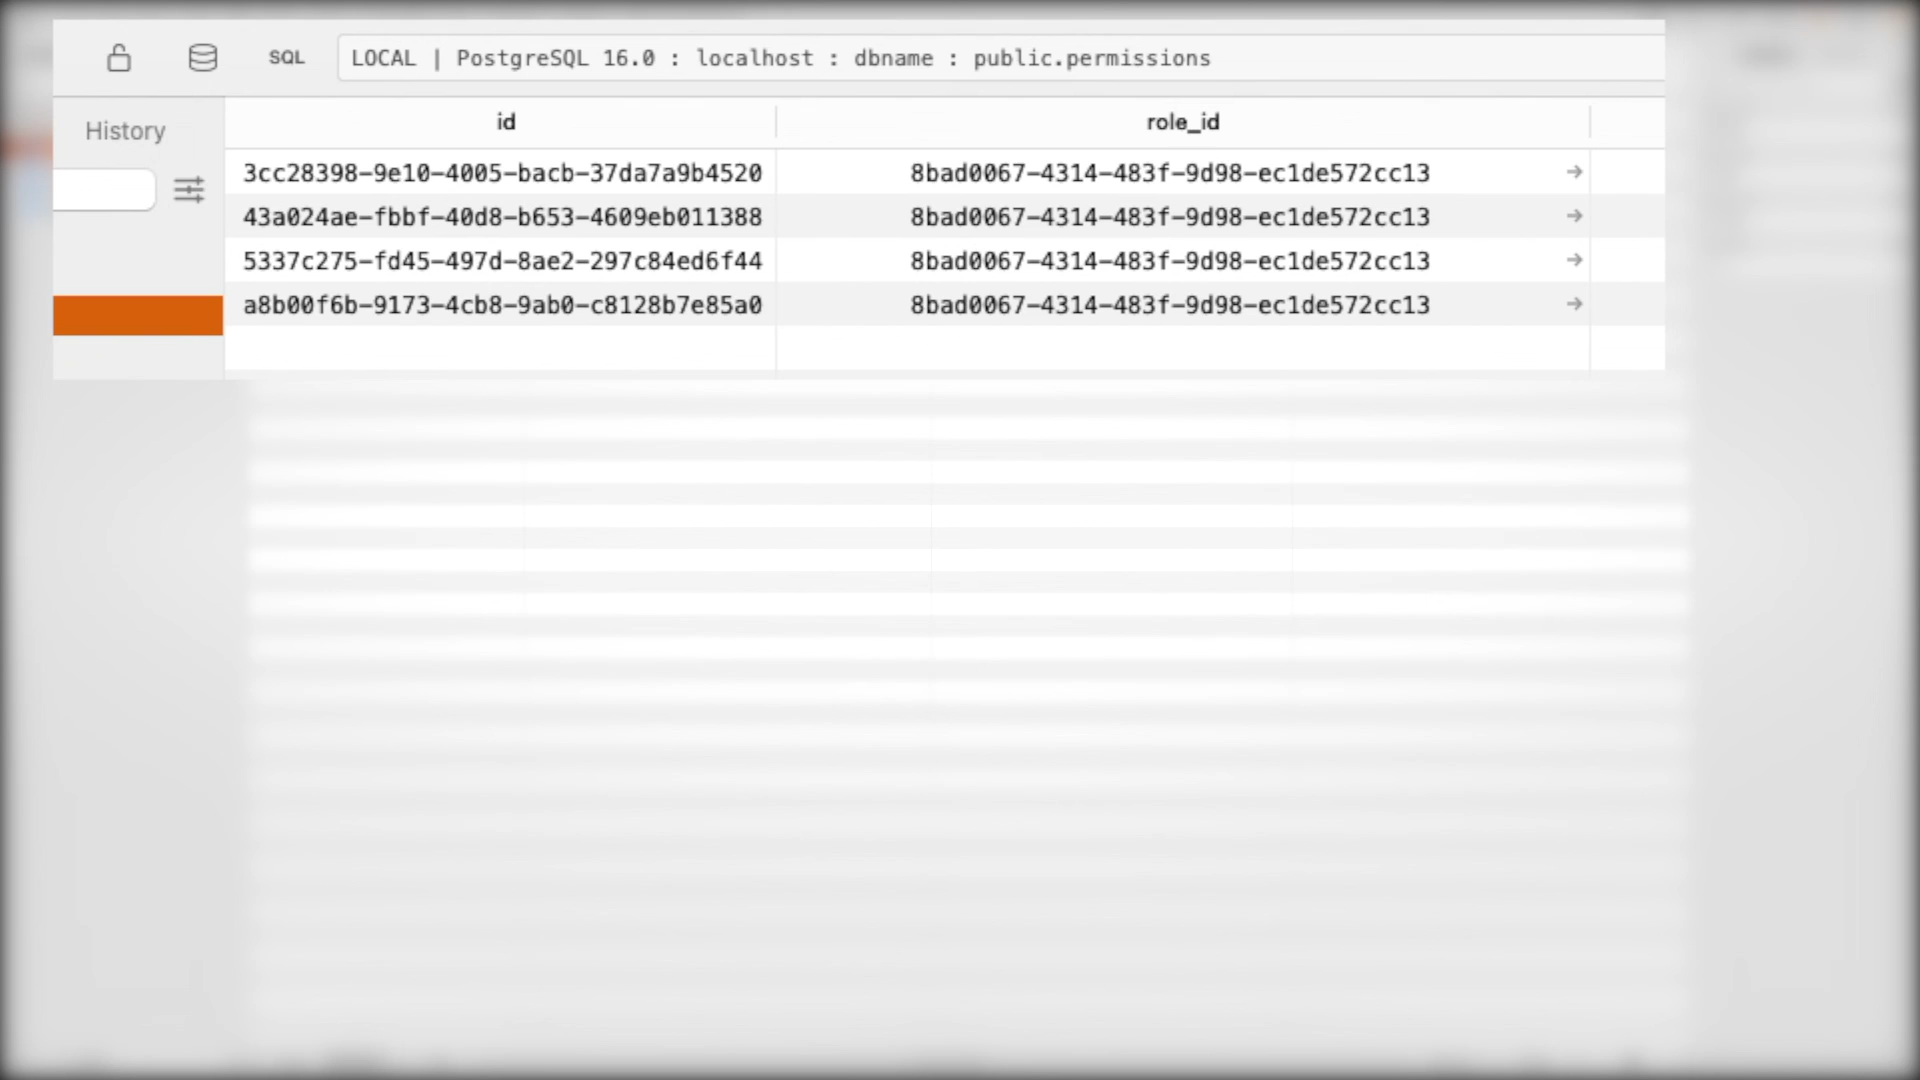 SQL
LOCAL | PostgreSQL 16.0 : localhost : dbname : public.permissions
History
id role_id
3cc28398-9e10-4005-bacb-37da7a9b4520 8bad0067-4314-483f-9d98-ec1de572cc13
43a024ae-fbbf-40d8-b653-4609eb011388 8bad0067-4314-483f-9d98-ec1de572cc13
5337c275-fd45-497d-8ae2-297c84ed6f44 8bad0067-4314-483f-9d98-ec1de572cc13
a8b00f6b-9173-4cb8-9ab0-c8128b7e85a0 8bad0067-4314-483f-9d98-ec1de572cc13